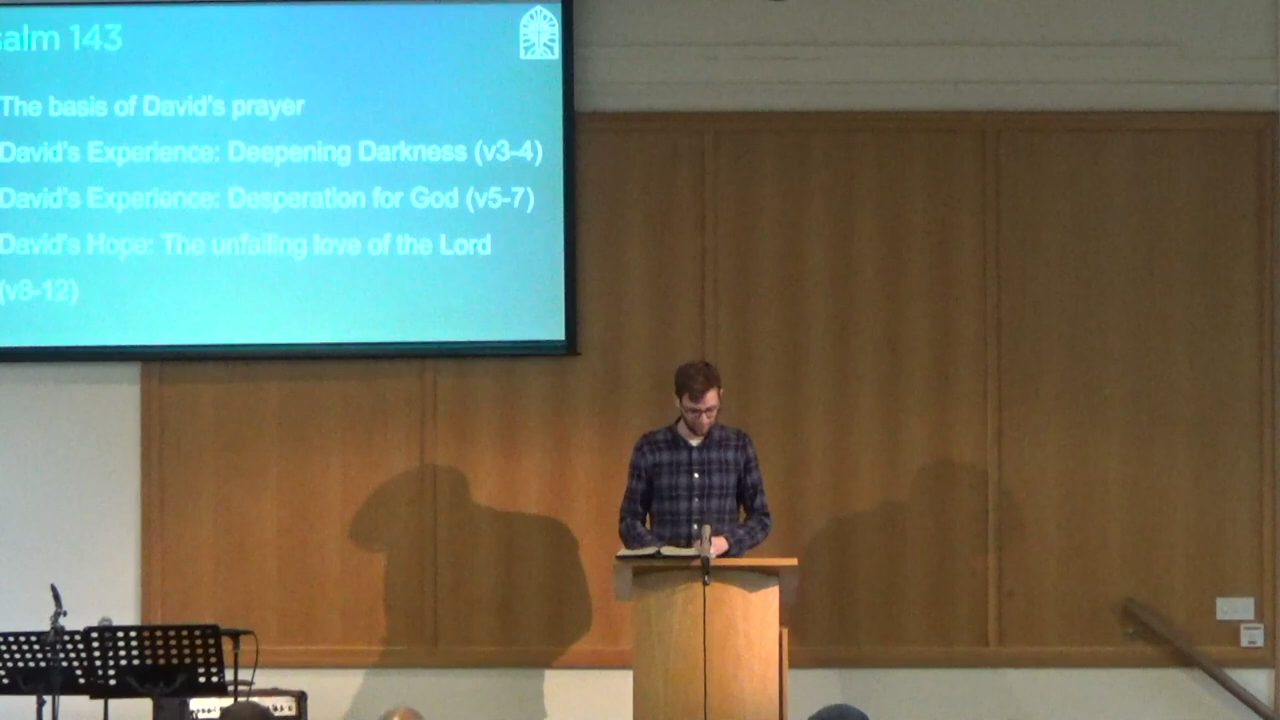 alm 143
The basis of David's prayer
David's Experience: Deepening Darkness (v3-4)
David's Experience: Desperation for God (v5-7)
David's Hope: The unfailing love of the Lord
(v8-12)